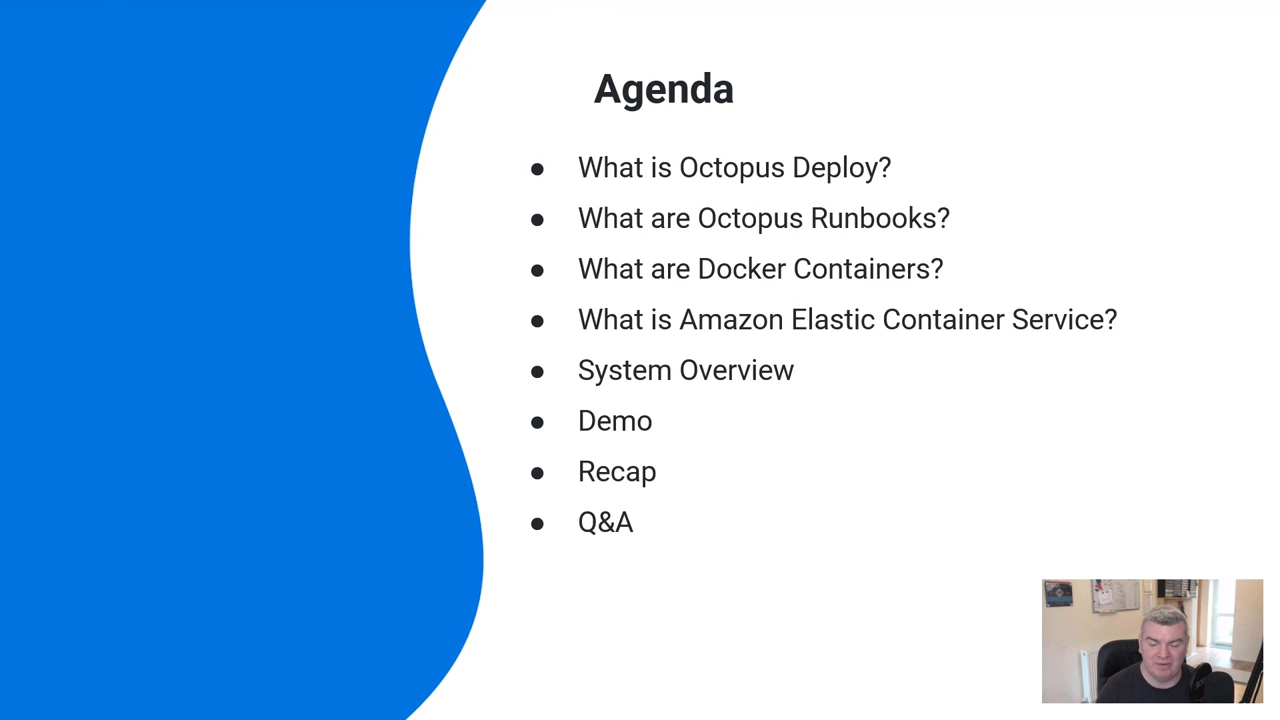 Agenda
● What is Octopus Deploy?
● What are Octopus Runbooks?
● What are Docker Containers?
● What is Amazon Elastic Container Service?
● System Overview
● Demo
● Recap
● Q&A